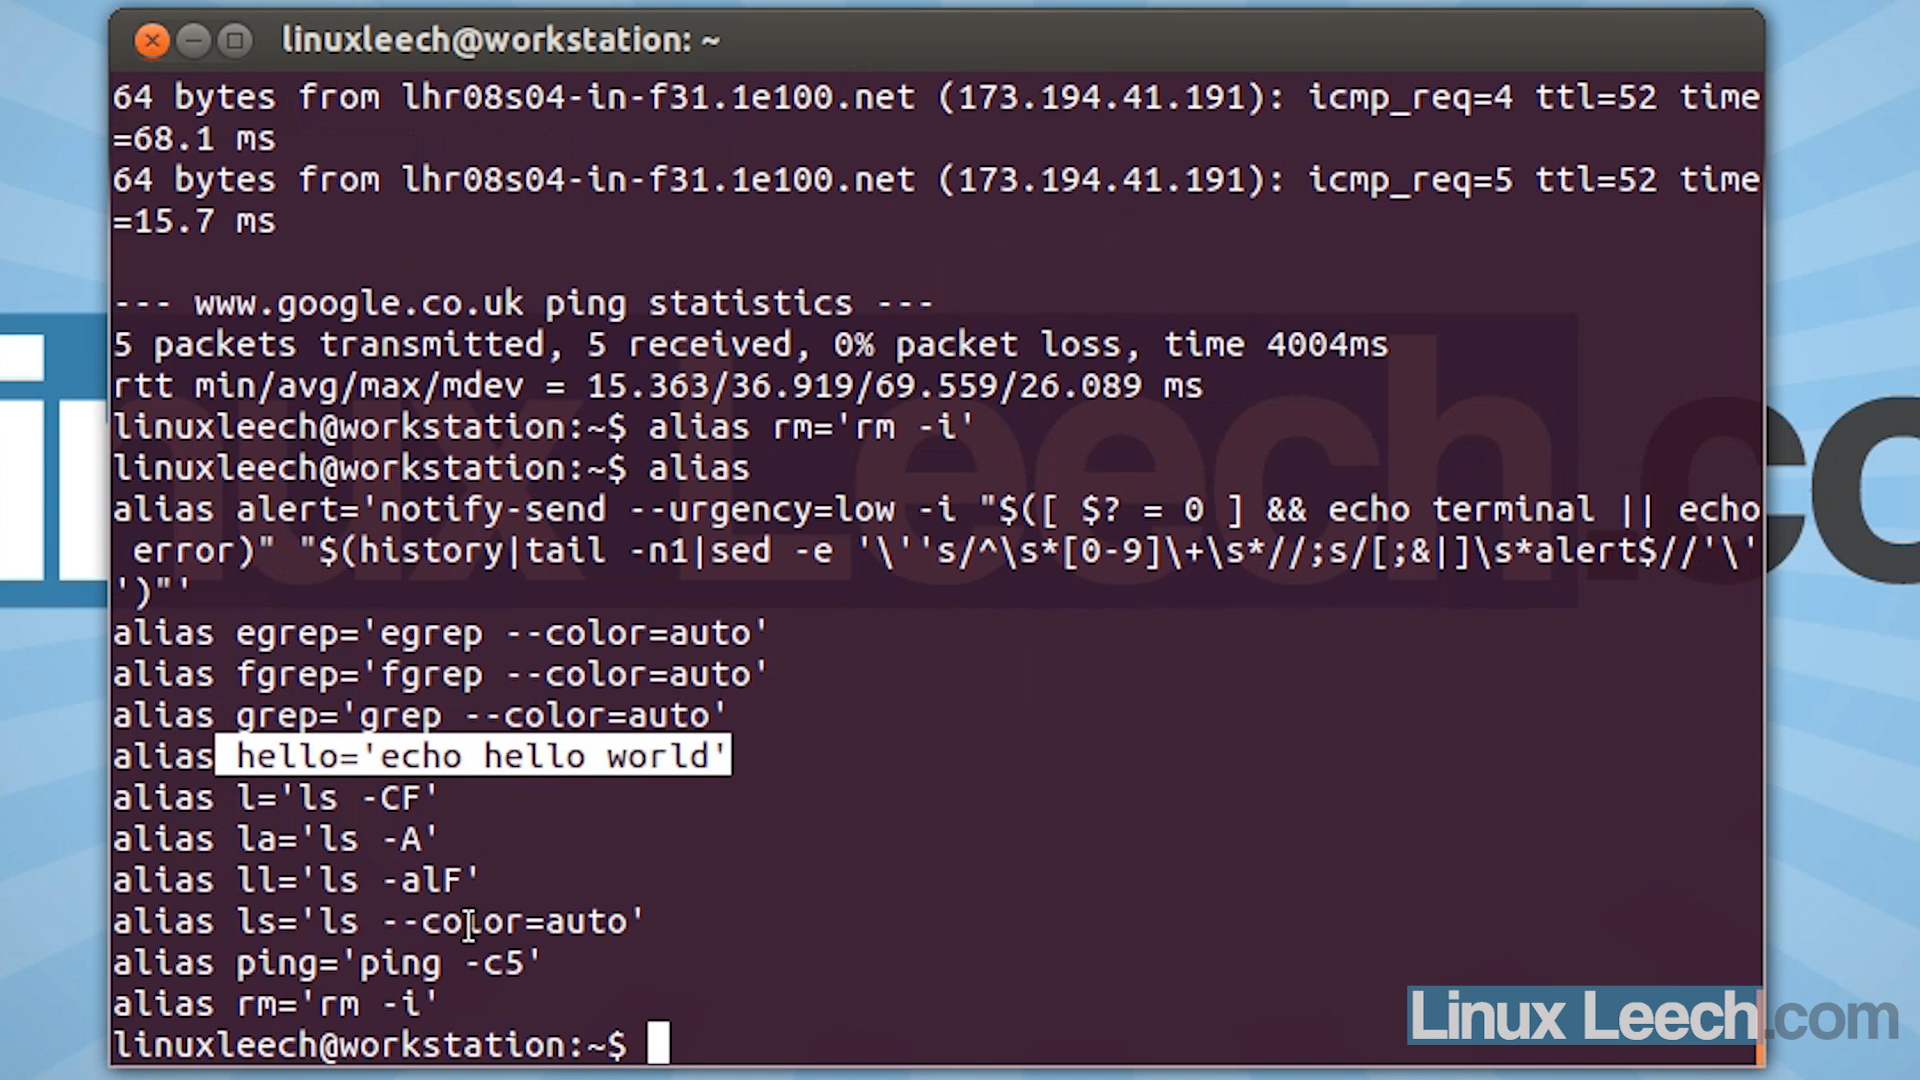 linuxleech@workstation: ~
64 bytes from lhr08s04-in-f31.1e100.net (173.194.41.191): icmp_req=4 ttl=52 time
=68.1 ms
64 bytes from lhr08s04-in-f31.1e100.net (173.194.41.191): icmp_req=5 ttl=52 time
=15.7 ms
--- www.google.co.uk ping statistics ---
5 packets transmitted, 5 received, 0% packet loss, time 4004ms
rtt min/avg/max/mdev = 15.363/36.919/69.559/26.089 ms
linuxleech@workstation:~$ alias rm='rm -i'
linuxleech@workstation:~$ alias
alias alert='notify-send --urgency=low -i "$([ $? = 0 ] && echo terminal || echo
 error)" "$(history|tail -n1|sed -e '\''s/^\s*[0-9]\+\s*//;s/[;&|]\s*alert$//'\'
')"'
alias egrep='egrep --color=auto'
alias fgrep='fgrep --color=auto'
alias grep='grep --color=auto'
alias hello='echo hello world'
alias l='ls -CF'
alias la='ls -A'
alias ll='ls -alF'
alias ls='ls --color=auto'
alias ping='ping -c5'
alias rm='rm -i'
linuxleech@workstation:~$
Linux Leech.com